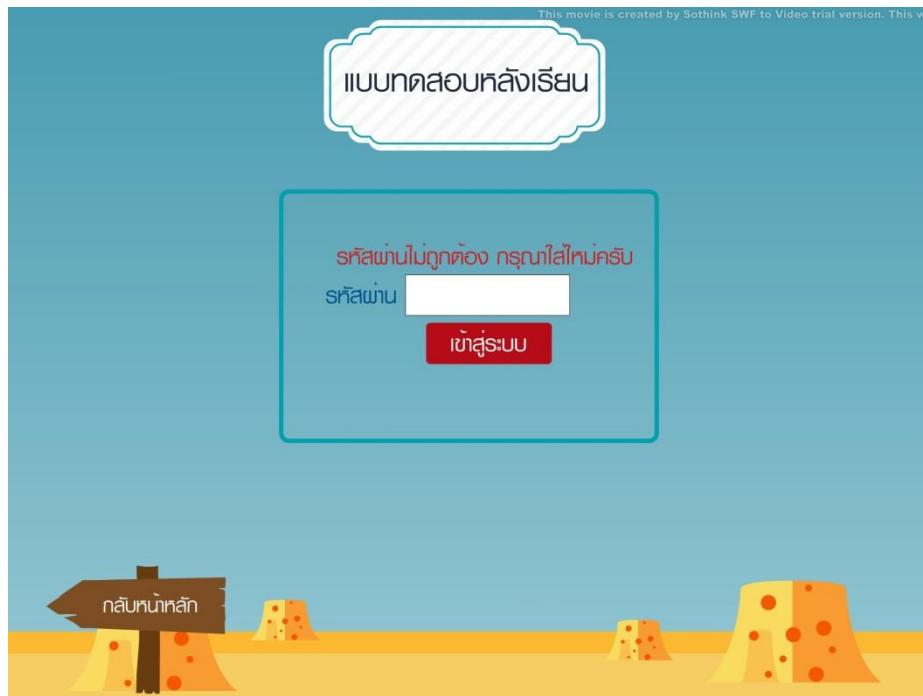 This movie is created by Sothink SWF to Video trial version. This
แบบทดสอบหลังเรียน
รหัสผ่านไม่ถูกต้อง กรุณาใส่ใหม่ครับ
รหัสผ่าน
เข้าสู่ระบบ
กลับหน้าหลัก